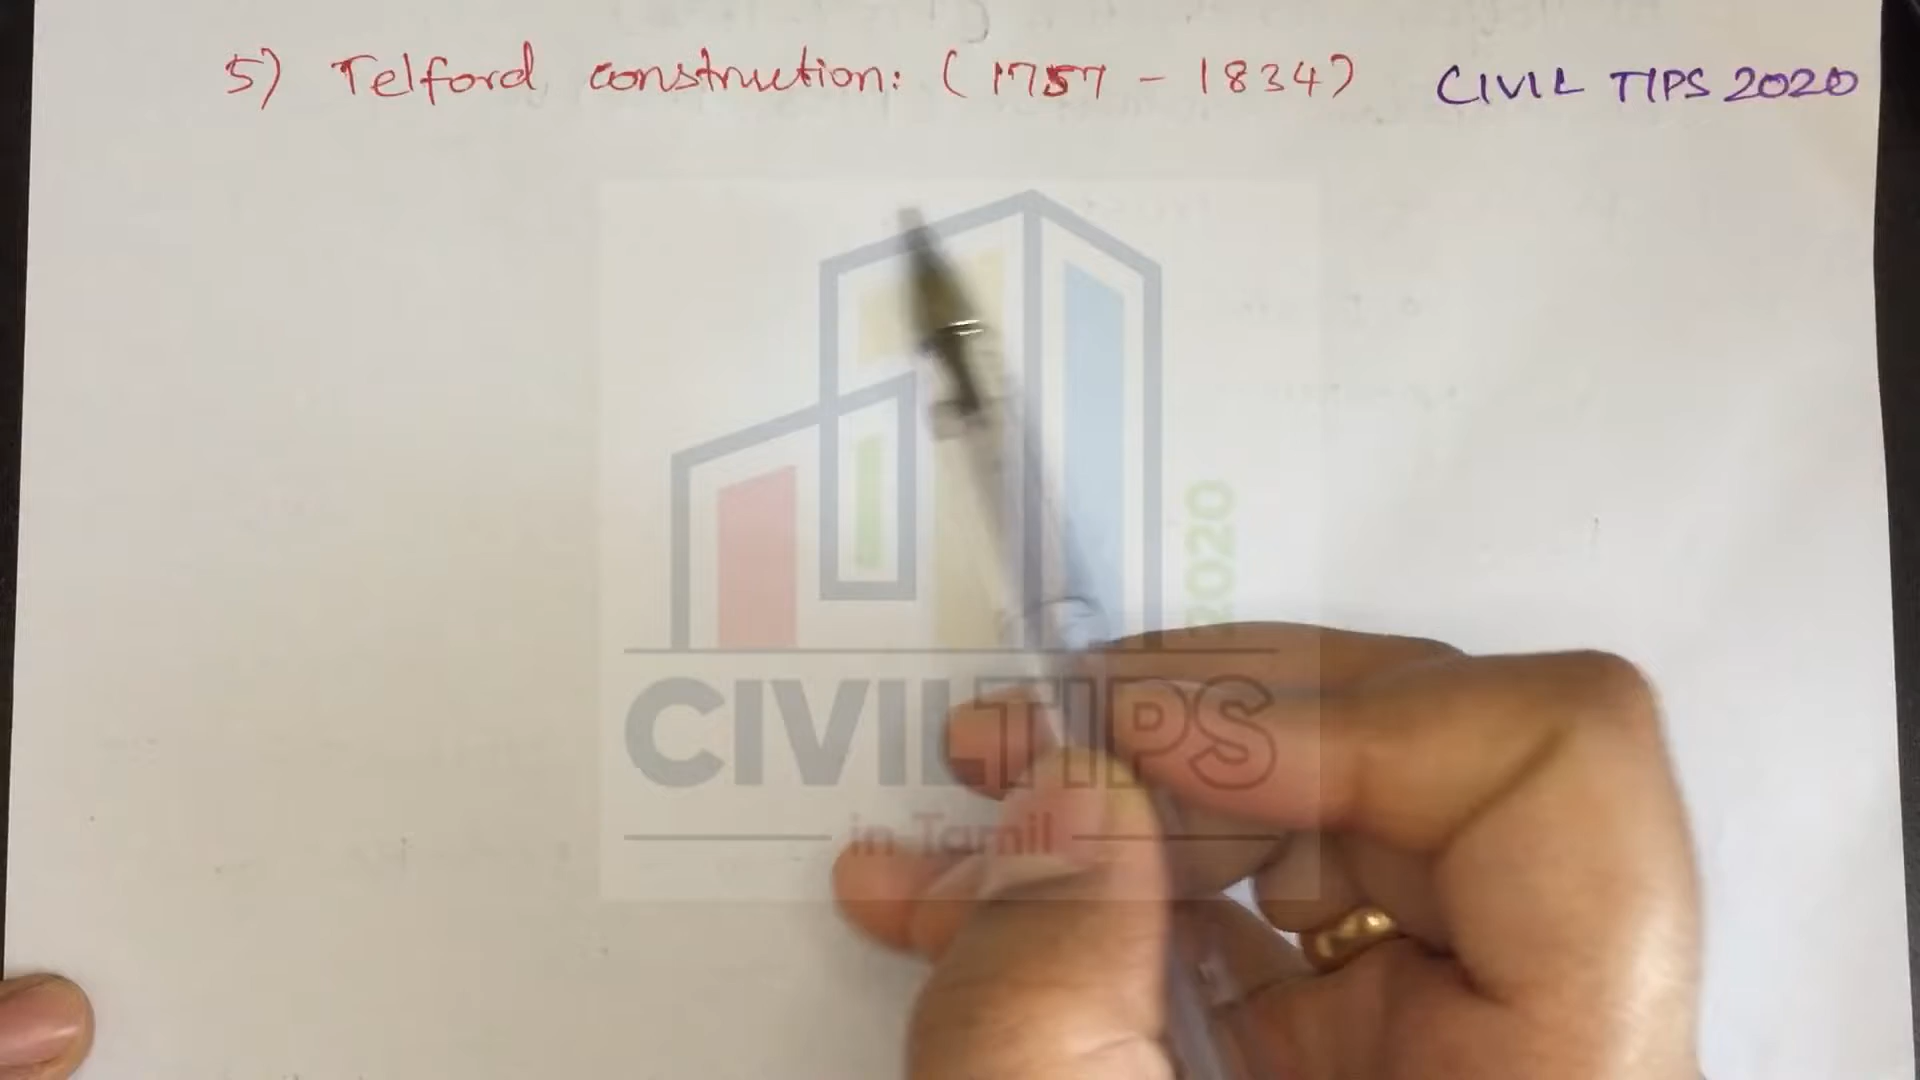 5) Telford construction: (1757 - 1834) CIVIL TIPS 2020
2020
CIVILTIPS
in Tamil